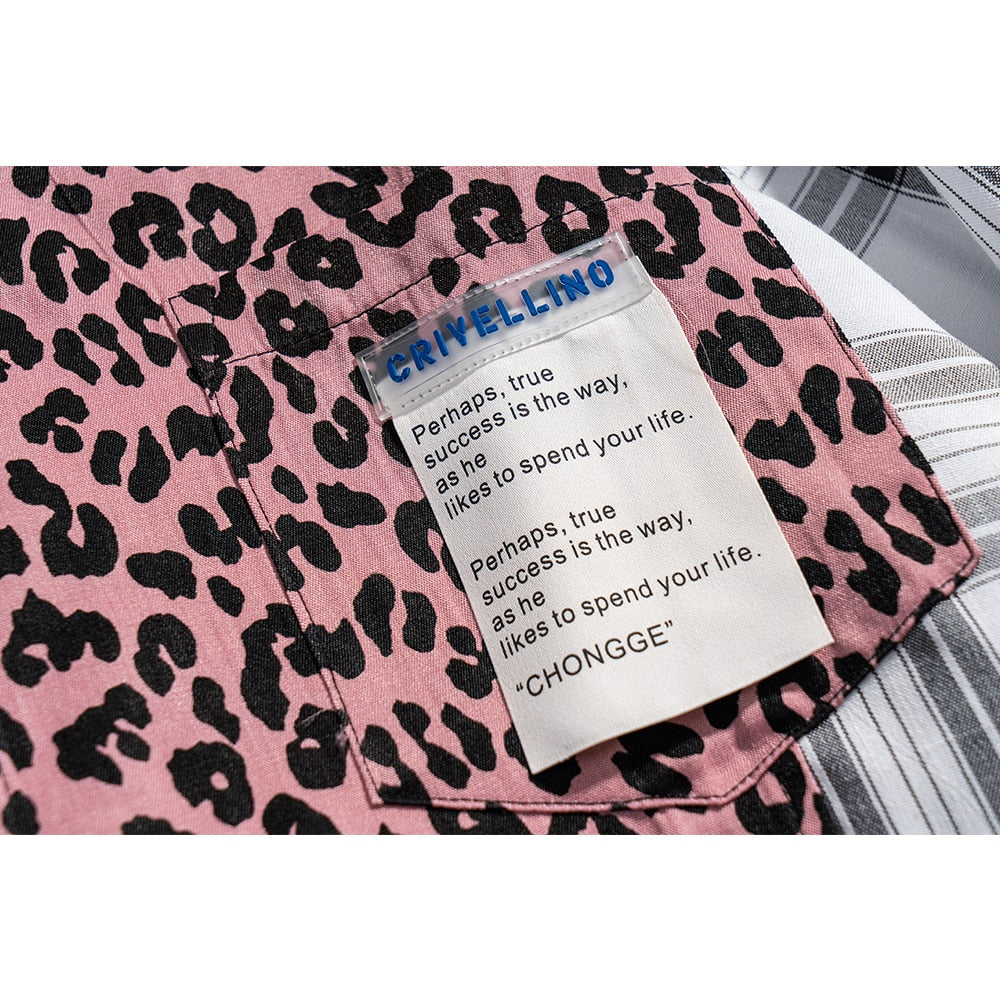 CRIVELLINO
Perhaps, true
success is the way,
as he
likes to spend your life.
Perhaps, true
success is the way,
as he
likes to spend your life.
“CHONGGE”